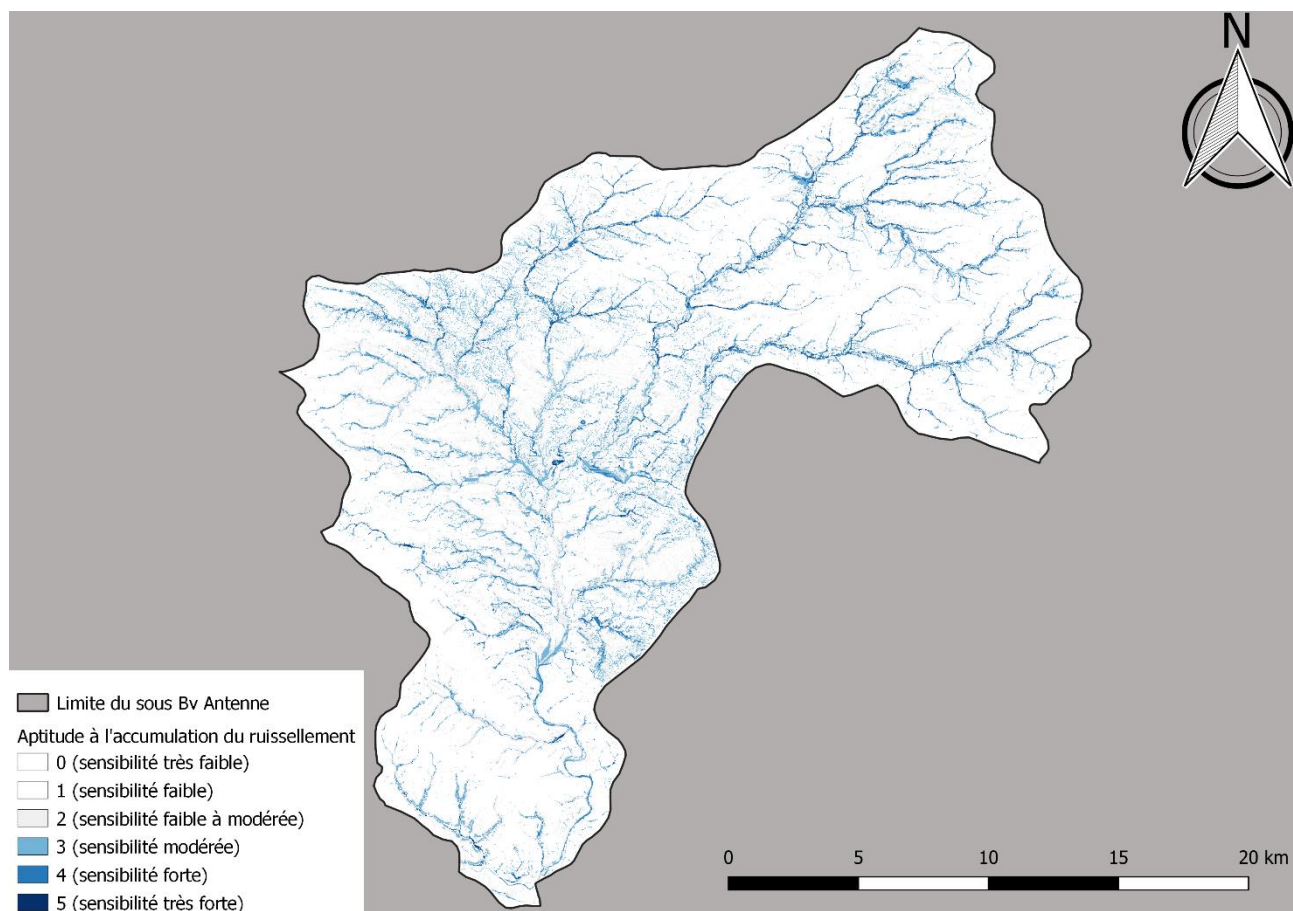 N
Limite du sous Bv Antenne
Aptitude à l'accumulation du ruissellement
0 (sensibilité très faible)
1 (sensibilité faible)
2 (sensibilité faible à modérée)
3 (sensibilité modérée)
4 (sensibilité forte)
5 (sensibilité très forte)
0 5 10 15 20 km